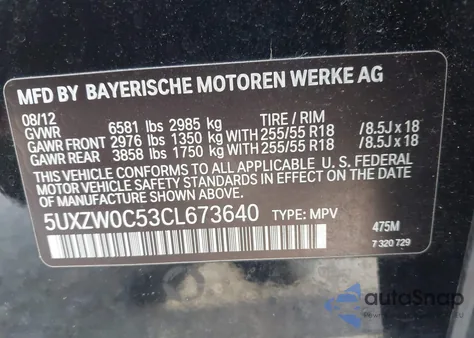 MFD BY BAYERISCHE MOTOREN WERKE AG
08/12 TIRE / RIM
GVWR 6581 lbs 2985 kg
GAWR FRONT 2976 lbs 1350 kg WITH 255/55 R18 /8.5J x 18
GAWR REAR 3858 lbs 1750 kg WITH 255/55 R18 /8.5J x 18
THIS VEHICLE CONFORMS TO ALL APPLICABLE U. S. FEDERAL
MOTOR VEHICLE SAFETY AND THEFT PREVENTION STANDARDS
IN EFFECT ON THE DATE OF MANUFACTURE SHOWN ABOVE.
5UXZW0C53CL673640 TYPE: MPV
475M
7 320 729
autoSnap